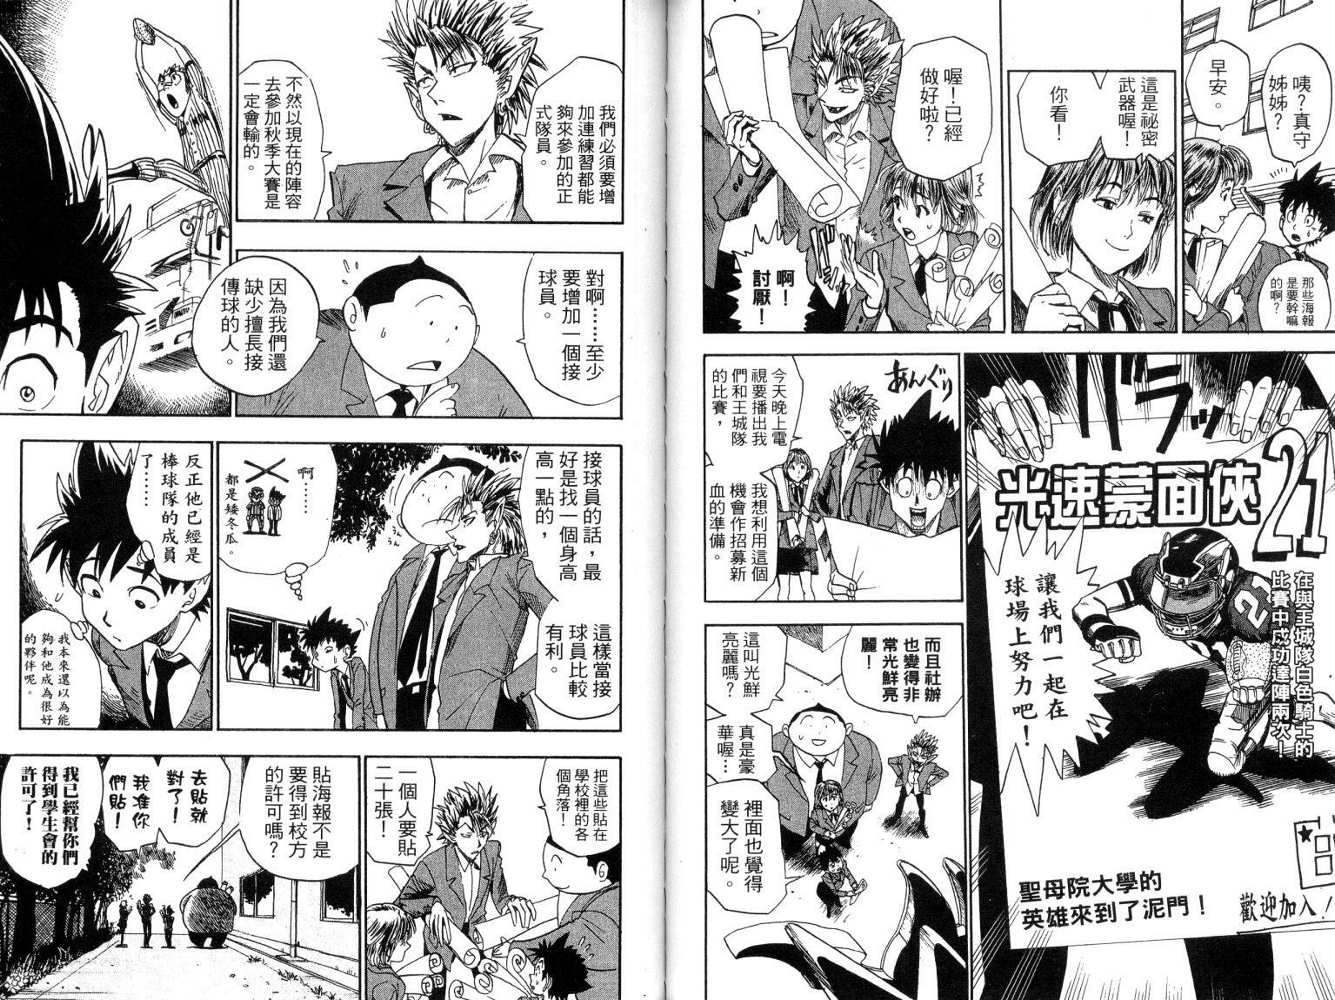 咦？真守
姊姊？
早安。
那些海報
是要幹嘛
的啊？
這是祕密
武器喔！
你看！
喔！已經
做好啦？
啊！
討厭！
ドラッ
光速蒙面俠
21
在與王城隊白色騎士的
比賽中成功達陣兩次！
讓我們一起在
球場上努力吧！
聖母院大學的
英雄來到了泥門！
歡迎加入！
あんぐり
今天晚上電
視要播出我
們和王城隊
的比賽，
我想利用這個
機會作招募新
血的準備。
而且社辦
也變得非
常光鮮亮
麗！
這叫光鮮
亮麗嗎？
真是豪
華喔…
裡面也覺得
變大了呢。
我們必須要增
加連練習都能
夠來參加的正
式隊員。
不然以現在的陣容
去參加秋季大賽是
一定會輸的。
對啊……至少
要增加一個接
球員。
因為我們還
缺少擅長接
傳球的人。
接球員的話，最
好是找一個身高
高一點的，
這樣當接
球員比較
有利。
啊……
都是矮冬瓜。
反正他已經是
棒球隊的成員
了……
我本來還以為能
夠和他成為很好
的夥伴呢。
把這些貼在
學校裡的各
個角落！
一個人要貼
二十張！
貼海報不是
要得到校方
的許可嗎？
去貼就
對了！
我准你
們貼！
我已經幫你們
得到學生會的
許可了！